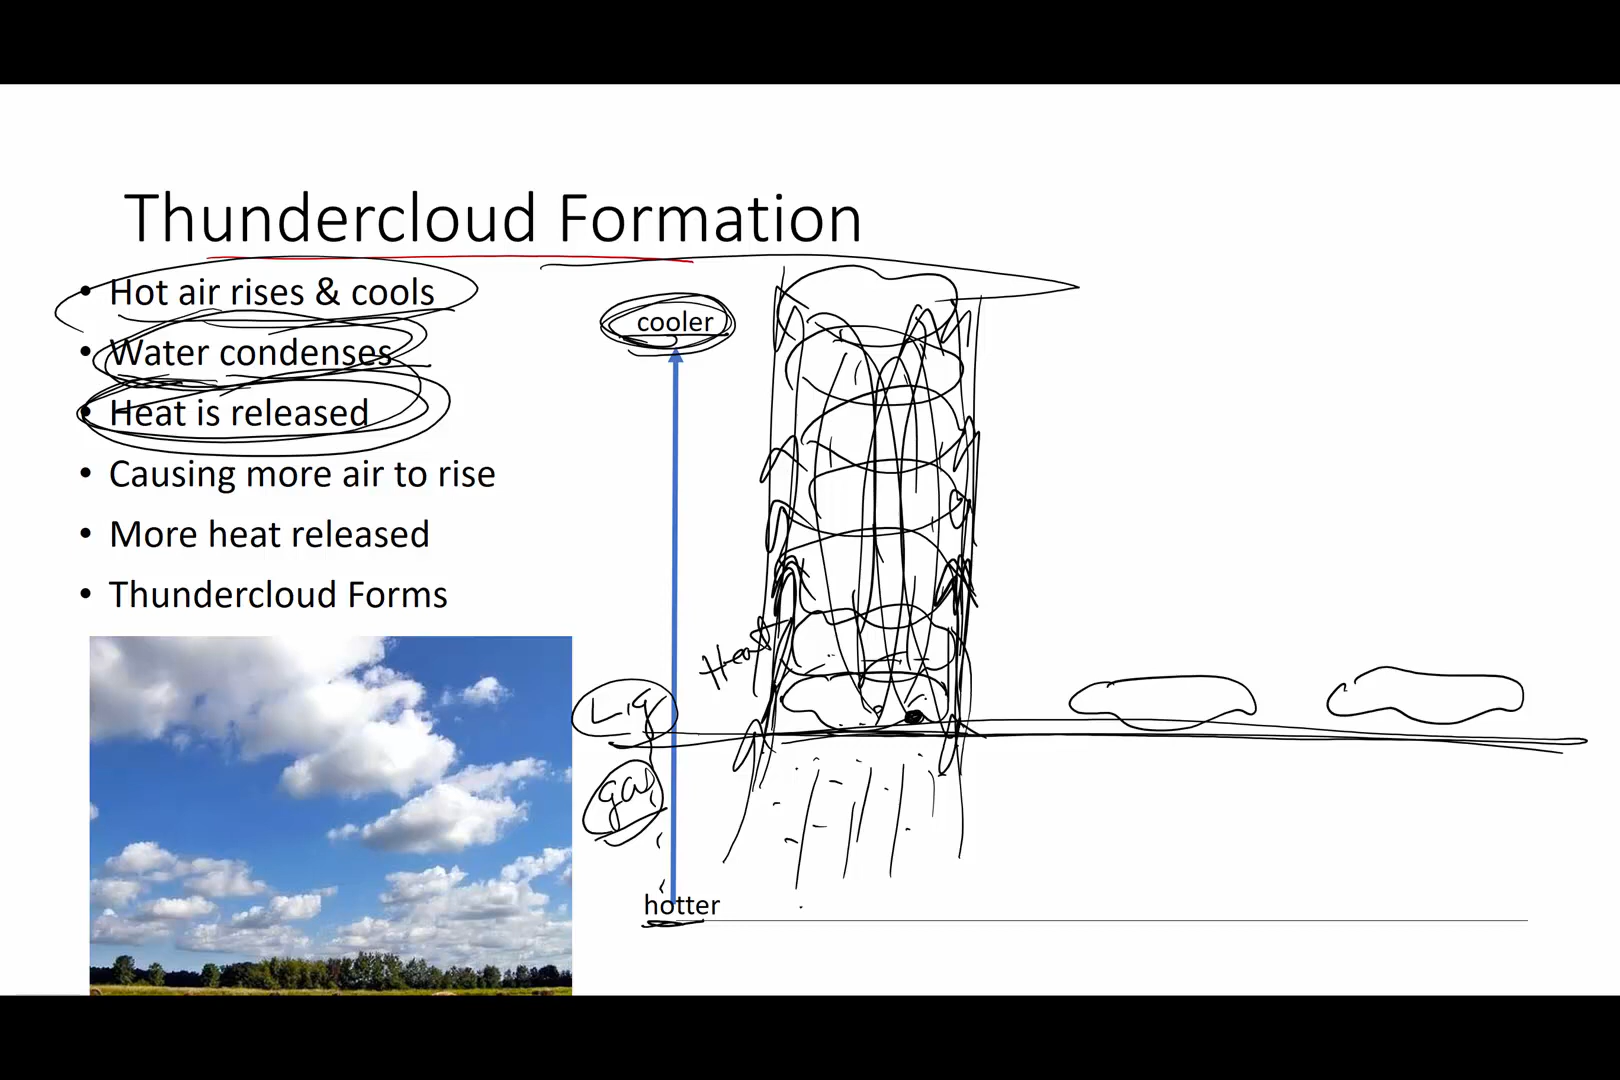 Thundercloud Formation
• Hot air rises & cools
• Water condenses
• Heat is released
• Causing more air to rise
• More heat released
• Thundercloud Forms
cooler
Heat
Liq
gas
hotter